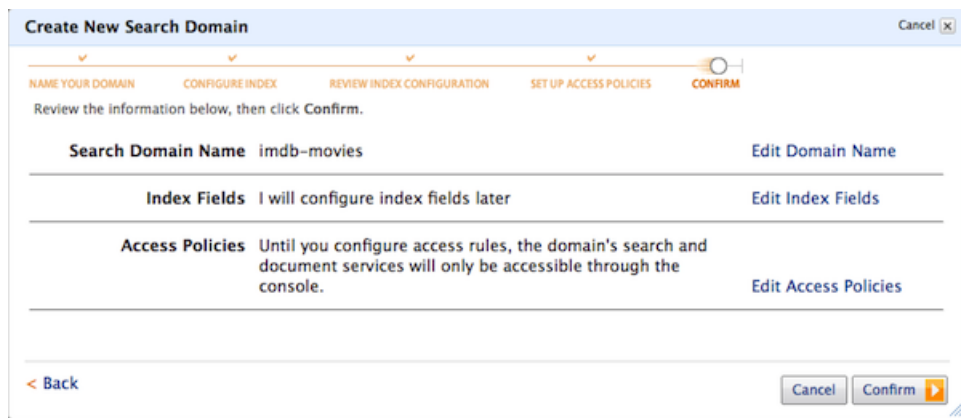 Create New Search Domain Cancel
NAME YOUR DOMAIN CONFIGURE INDEX REVIEW INDEX CONFIGURATION SET UP ACCESS POLICIES CONFIRM
Review the information below, then click Confirm.
Search Domain Name imdb-movies Edit Domain Name
Index Fields I will configure index fields later Edit Index Fields
Access Policies Until you configure access rules, the domain's search and
document services will only be accessible through the
console. Edit Access Policies
< Back Cancel Confirm